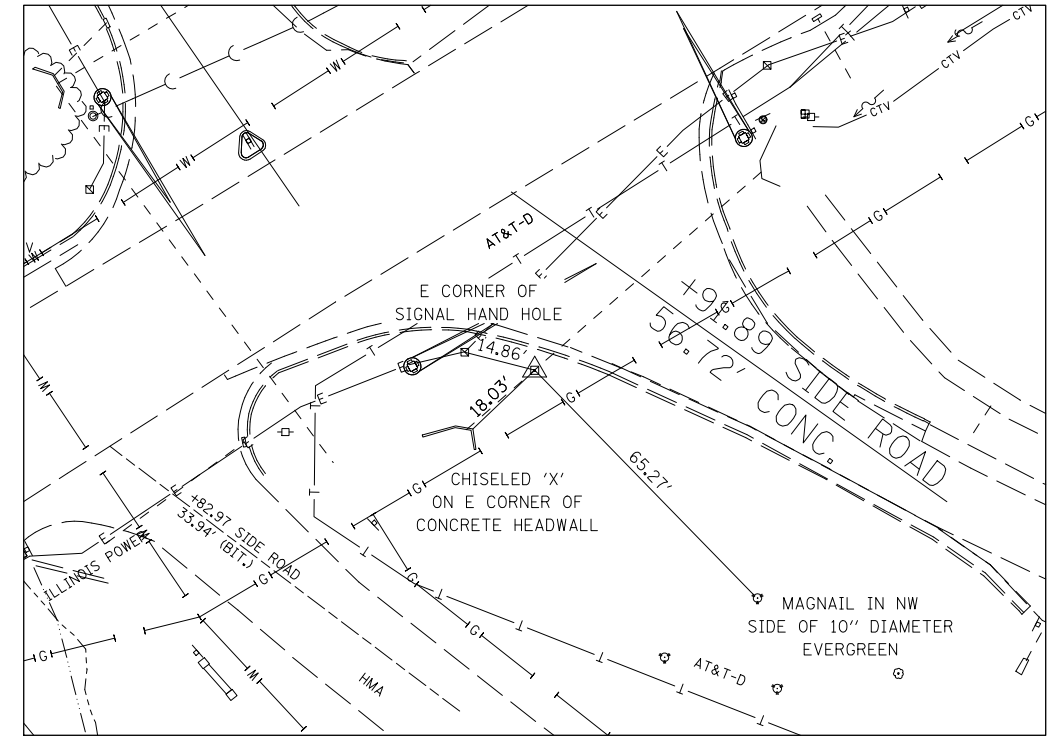 E
W
CTV
CTV
CTV
E
T
W
G
E
T
AT&T-D
T
E
T
E
G
E CORNER OF
SIGNAL HAND HOLE
14.86'
18.03'
G
+91.89 SIDE ROAD
56.72' CONC.
65.27'
W
T
E
G
CHISELED 'X'
ON E CORNER OF
CONCRETE HEADWALL
G
T
E
+82.97 SIDE ROAD
33.94' (BIT.)
E
ILLINOIS POWER
G
G
T
T
MAGNAIL IN NW
SIDE OF 10'' DIAMETER
EVERGREEN
G
T
G
W
HMA
T
AT&T-D
T
T